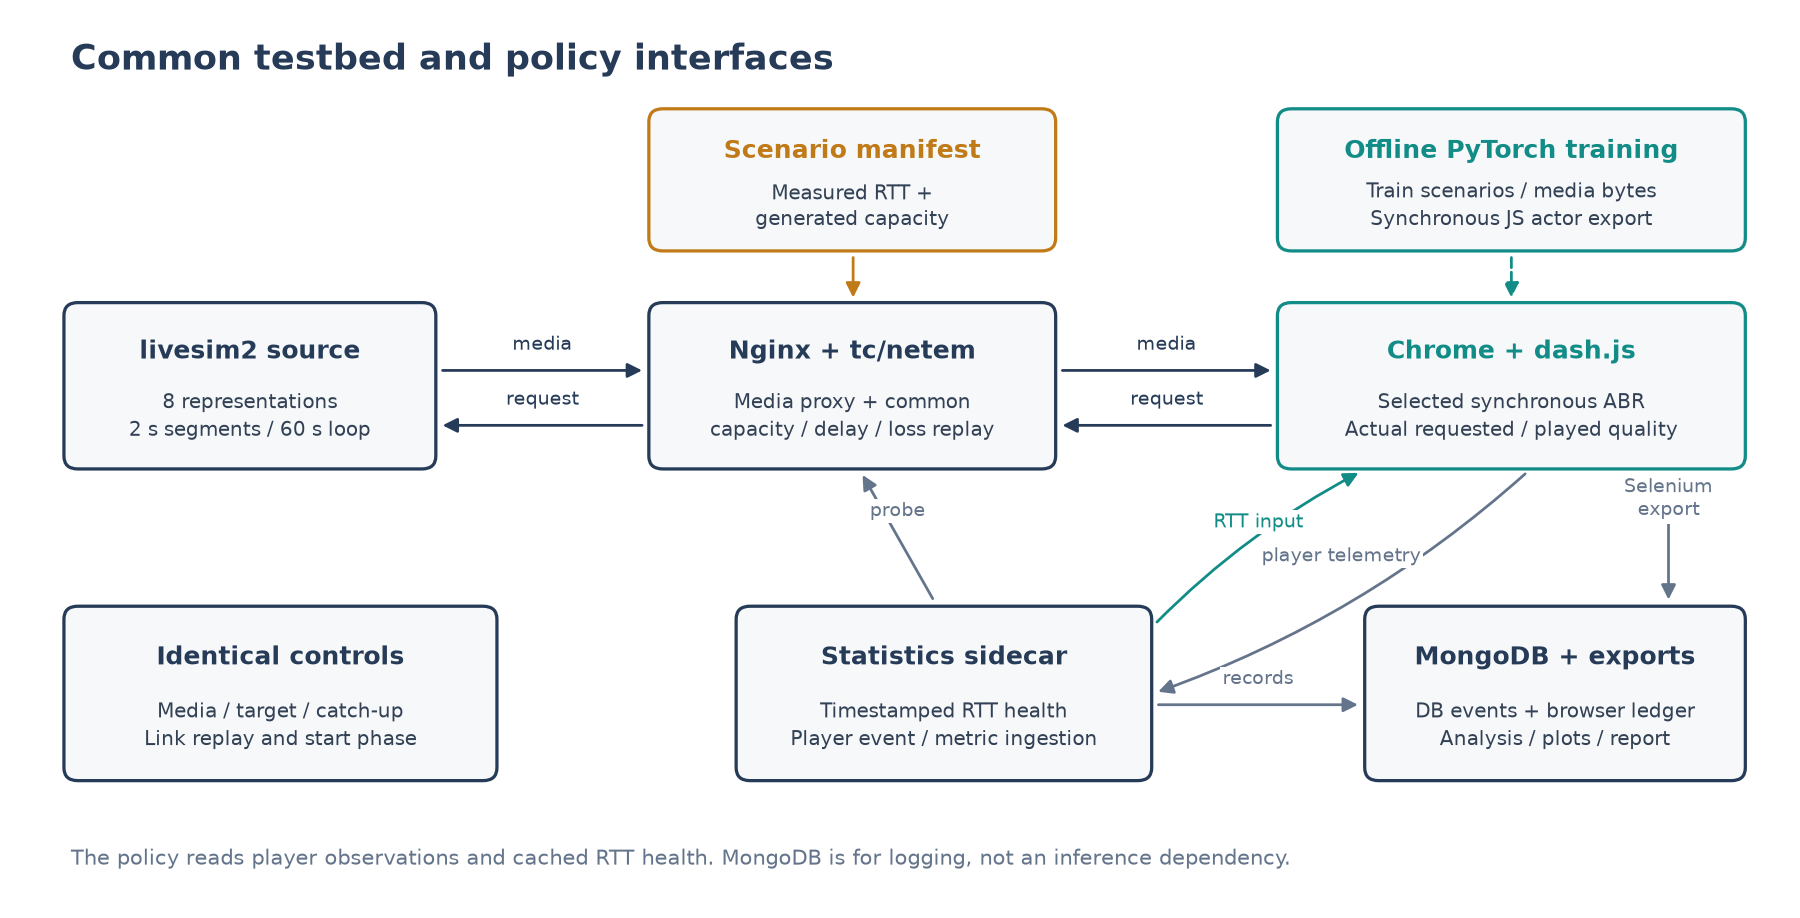 Common testbed and policy interfaces
Scenario manifest
Measured RTT +
generated capacity
Offline PyTorch training
Train scenarios / media bytes
Synchronous JS actor export
livesim2 source
8 representations
2 s segments / 60 s loop
media
request
Nginx + tc/netem
Media proxy + common
capacity / delay / loss replay
media
request
Chrome + dash.js
Selected synchronous ABR
Actual requested / played quality
probe
RTT input
player telemetry
Selenium
export
Identical controls
Media / target / catch-up
Link replay and start phase
Statistics sidecar
Timestamped RTT health
Player event / metric ingestion
records
MongoDB + exports
DB events + browser ledger
Analysis / plots / report
The policy reads player observations and cached RTT health. MongoDB is for logging, not an inference dependency.